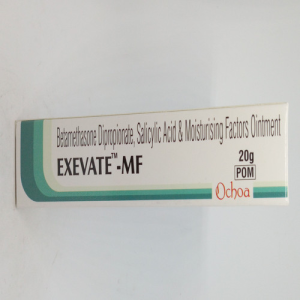 Betamethasone Dipropionate, Salicylic Acid & Moisturising Factors Ointment
EXEVATE™-MF
20g
POM
Ochoa